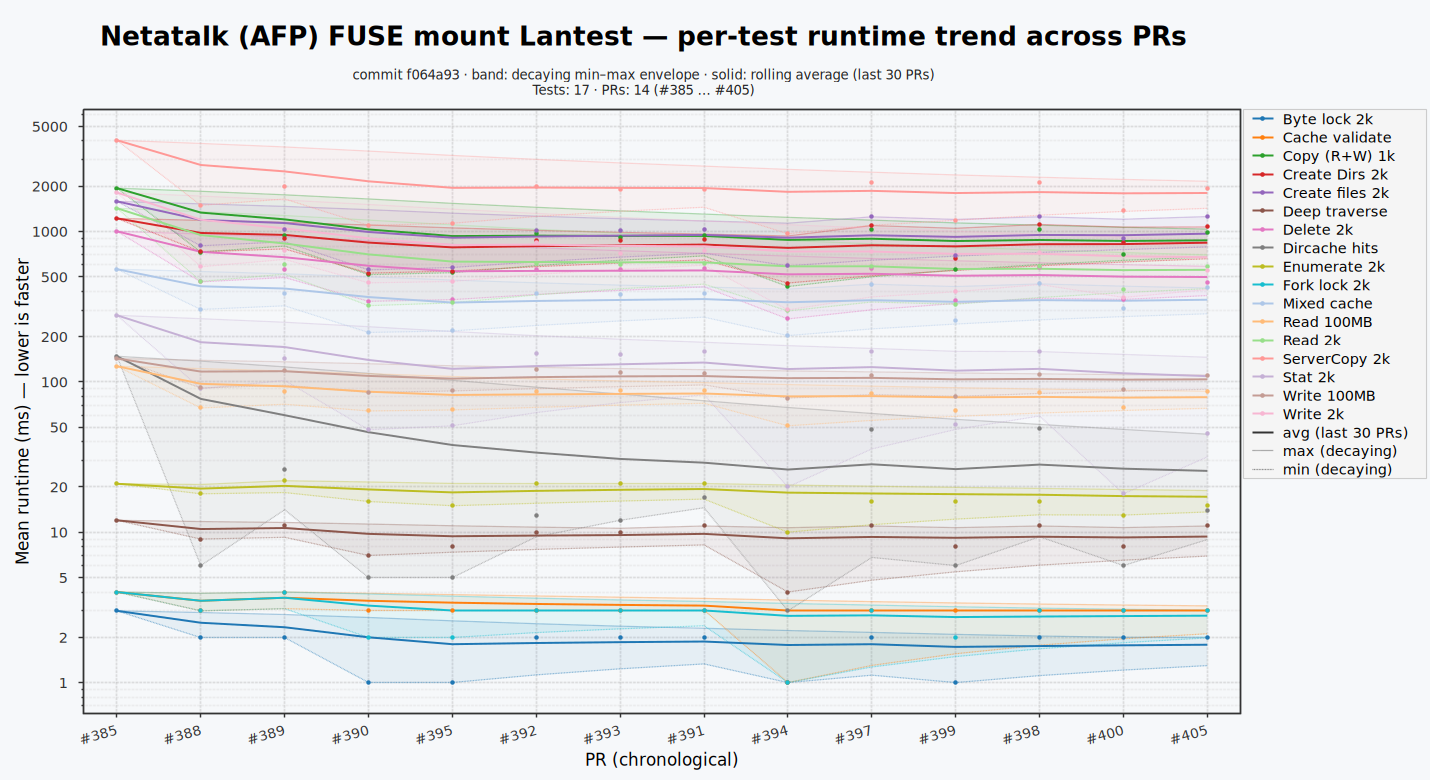 Netatalk (AFP) FUSE mount Lantest — per-test runtime trend across PRs
commit f064a93 · band: decaying min–max envelope · solid: rolling average (last 30 PRs)
Tests: 17 · PRs: 14 (#385 … #405)
Mean runtime (ms) — lower is faster
5000
2000
1000
500
200
100
50
20
10
5
2
1
#385
#388
#389
#390
#395
#392
#393
#391
#394
#397
#399
#398
#400
#405
PR (chronological)
Byte lock 2k
Cache validate
Copy (R+W) 1k
Create Dirs 2k
Create files 2k
Deep traverse
Delete 2k
Dircache hits
Enumerate 2k
Fork lock 2k
Mixed cache
Read 100MB
Read 2k
ServerCopy 2k
Stat 2k
Write 100MB
Write 2k
avg (last 30 PRs)
max (decaying)
min (decaying)